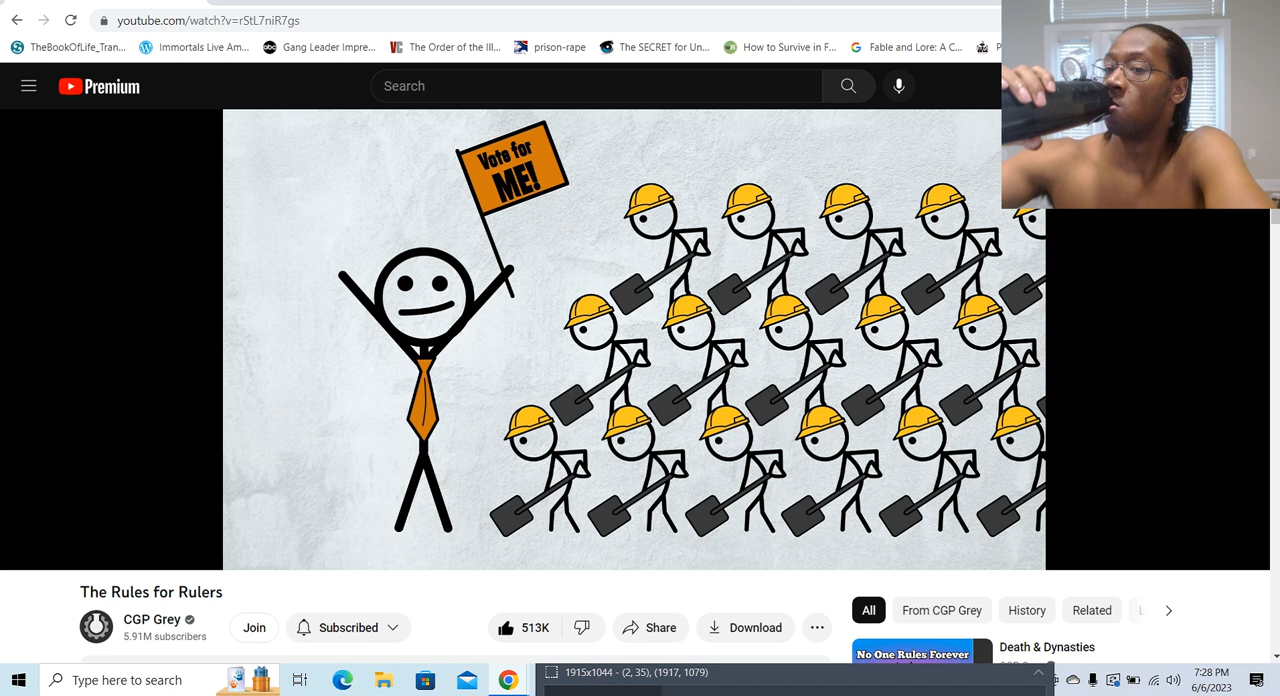 youtube.com/watch?v=rStL7niR7gs
TheBookOfLife_Tran... Immortals Live Am... Gang Leader Impre... The Order of the Ill... prison-rape The SECRET for Un... How to Survive in F... Fable and Lore: A C...
Premium
Search
Vote for
ME!
The Rules for Rulers
CGP Grey
5.91M subscribers
Join
Subscribed
513K
Share
Download
All
From CGP Grey
History
Related
No One Rules Forever
Death & Dynasties
Type here to search
1915x1044 - (2, 35), (1917, 1079)
7:28 PM
6/6/2023